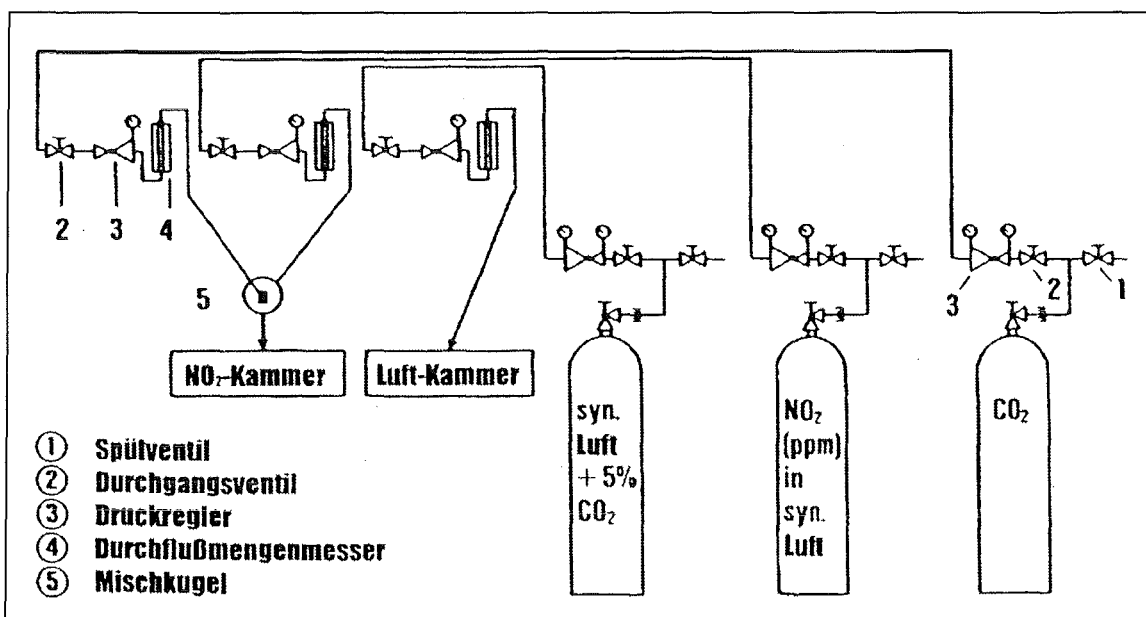 2
3
4
5
NO₂-Kammer
Luft-Kammer
3
2
1
syn.
Luft
+ 5%
CO₂
NO₂
(ppm)
in
syn.
Luft
CO₂
① Spülventil
② Durchgangsventil
③ Druckregler
④ Durchflußmengenmesser
⑤ Mischkugel